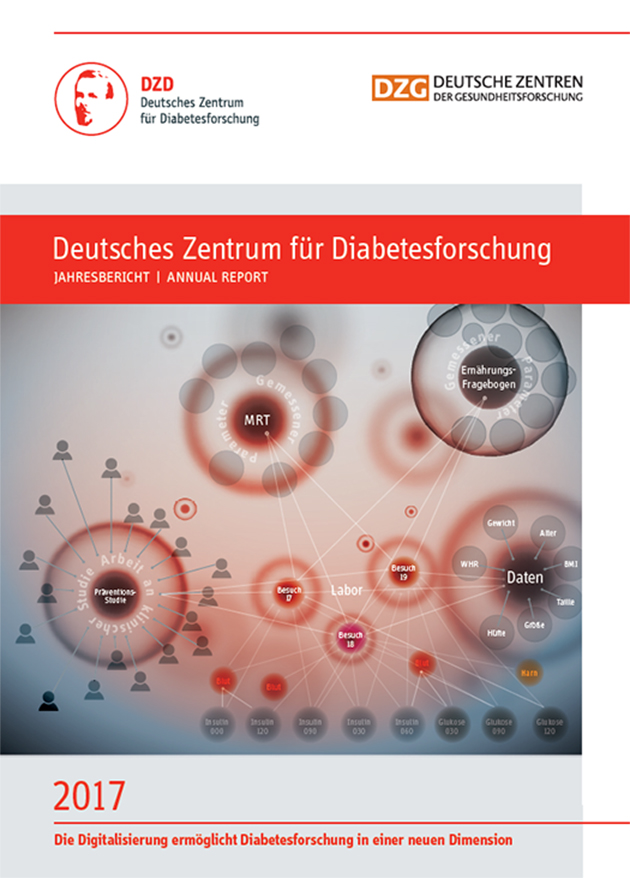 DZD
Deutsches Zentrum
für Diabetesforschung
DZG DEUTSCHE ZENTREN
DER GESUNDHEITSFORSCHUNG
Deutsches Zentrum für Diabetesforschung
JAHRESBERICHT | ANNUAL REPORT
Gemessener
Parameter
MRT
Gemessener
Parameter
Ernährungs-
Fragebogen
Studie Arbeit an Klinischer
Präventions-
Studie
Besuch
17
Labor
Besuch
19
Besuch
18
Gewicht
Alter
WHR
BMI
Daten
Taille
Größe
Hüfte
Blut
Blut
Blut
Harn
Insulin
000
Insulin
120
Insulin
090
Insulin
030
Insulin
060
Glukose
030
Glukose
090
Glukose
120
2017
Die Digitalisierung ermöglicht Diabetesforschung in einer neuen Dimension